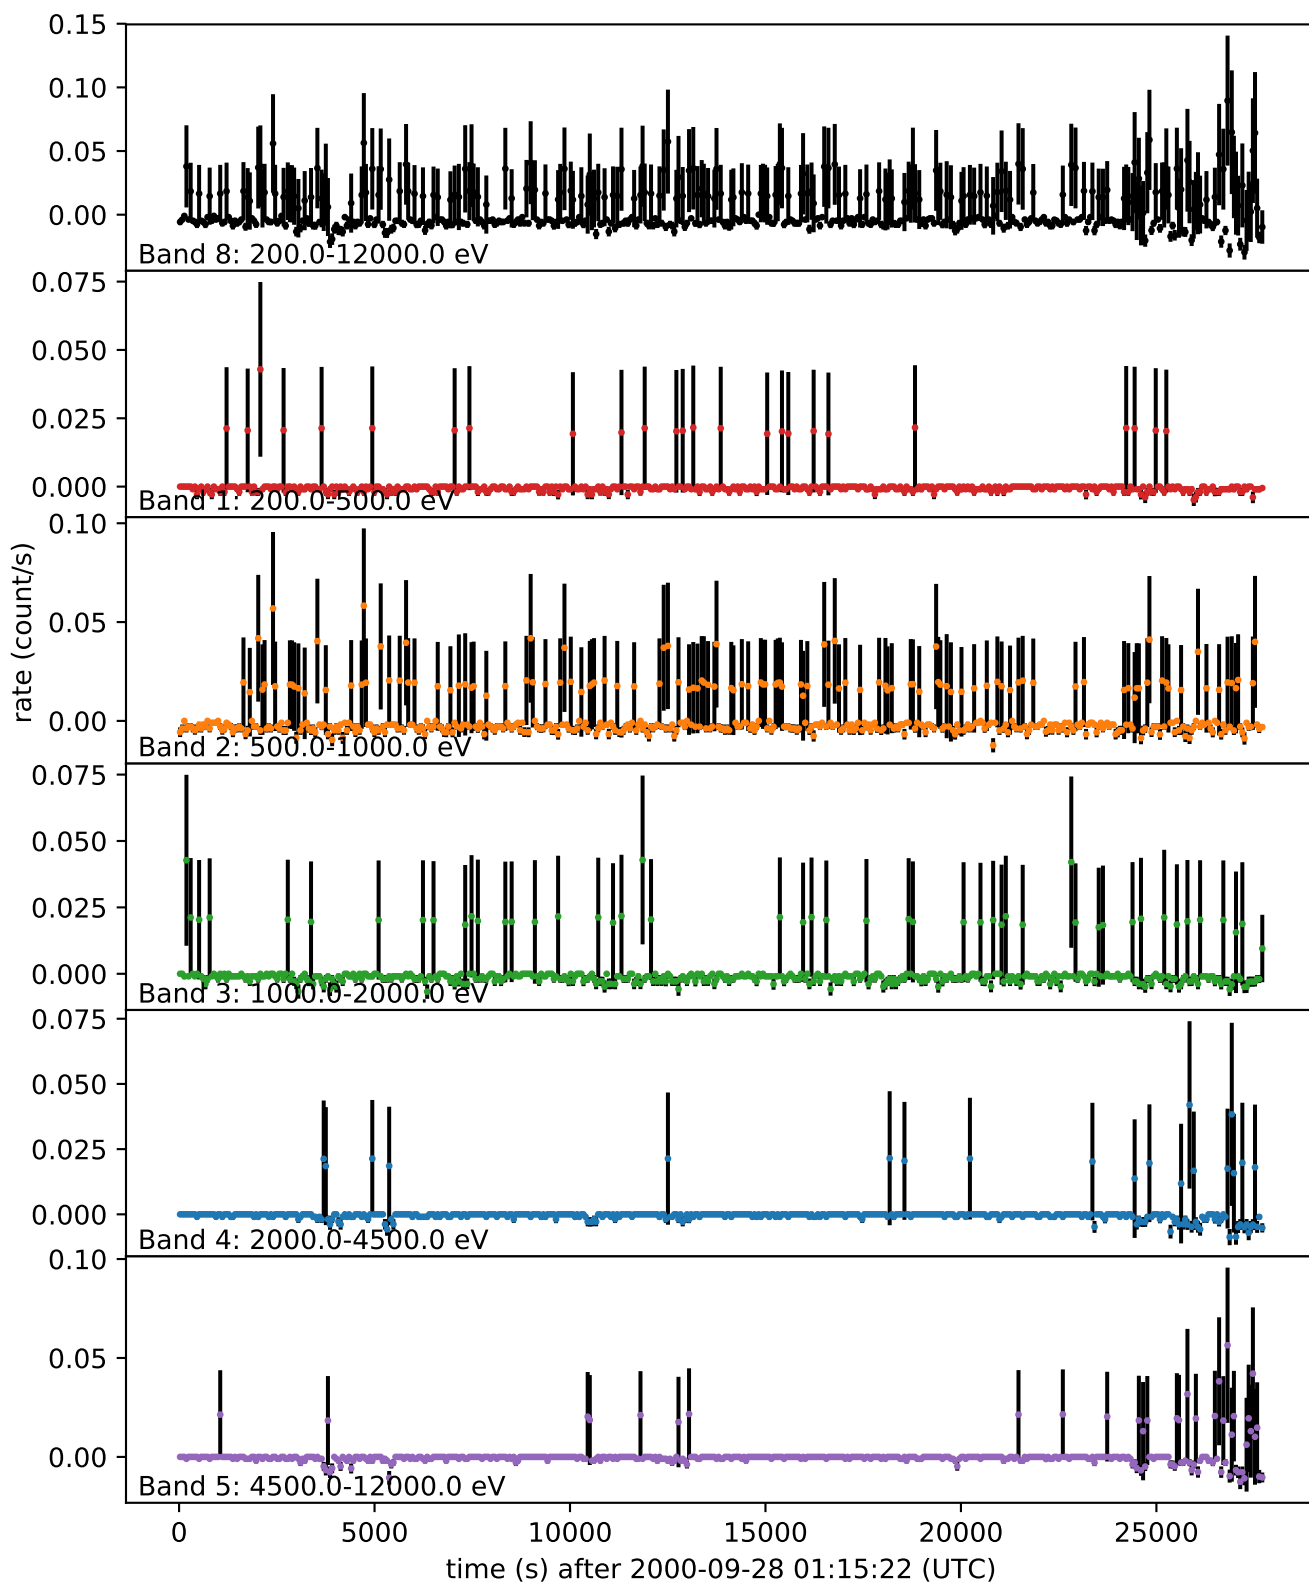 0.15
0.10
0.05
0.00
Band 8: 200.0-12000.0 eV
0.075
0.050
0.025
0.000
Band 1: 200.0-500.0 eV
0.10
0.05
0.00
Band 2: 500.0-1000.0 eV
rate (count/s)
0.075
0.050
0.025
0.000
Band 3: 1000.0-2000.0 eV
0.075
0.050
0.025
0.000
Band 4: 2000.0-4500.0 eV
0.10
0.05
0.00
Band 5: 4500.0-12000.0 eV
0 5000 10000 15000 20000 25000
time (s) after 2000-09-28 01:15:22 (UTC)